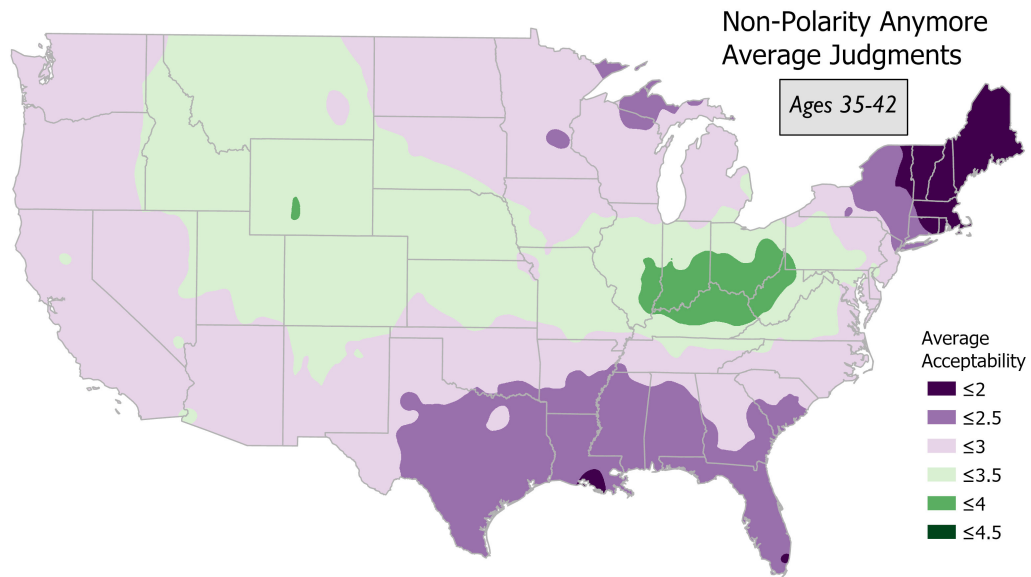 Non-Polarity Anymore
Average Judgments
Ages 35-42
Average
Acceptability
≤2
≤2.5
≤3
≤3.5
≤4
≤4.5